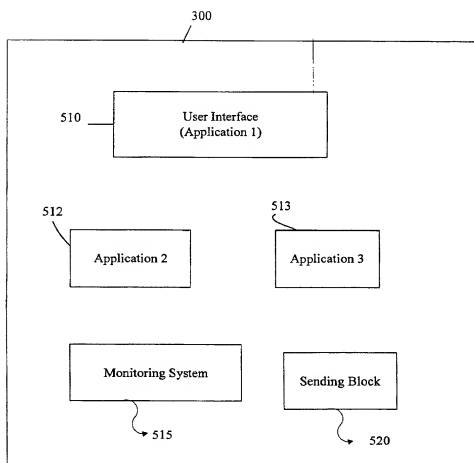 300
510
User Interface
(Application 1)
512
513
Application 2
Application 3
Monitoring System
Sending Block
515
520